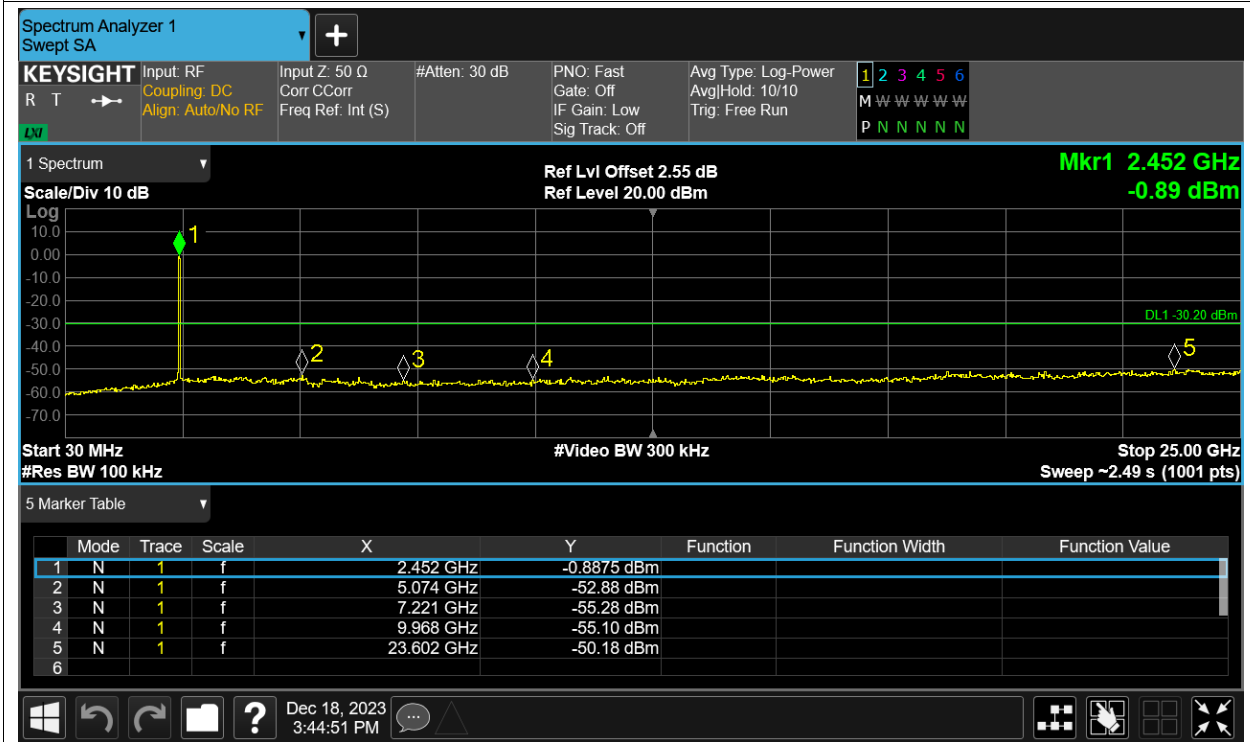 Spectrum Analyzer 1
Swept SA
KEYSIGHT
R T
LXI
Input: RF
Coupling: DC
Align: Auto/No RF
Input Z: 50 Ω
Corr CCorr
Freq Ref: Int (S)
#Atten: 30 dB
PNO: Fast
Gate: Off
IF Gain: Low
Sig Track: Off
Avg Type: Log-Power
Avg|Hold: 10/10
Trig: Free Run
1 2 3 4 5 6
M W W W W W
P N N N N N
1 Spectrum
Scale/Div 10 dB
Ref Lvl Offset 2.55 dB
Ref Level 20.00 dBm
Mkr1 2.452 GHz
-0.89 dBm
Log
10.0
0.00
-10.0
-20.0
-30.0
-40.0
-50.0
-60.0
-70.0
1
2
3
4
5
DL1 -30.20 dBm
Start 30 MHz
#Video BW 300 kHz
Stop 25.00 GHz
#Res BW 100 kHz
Sweep ~2.49 s (1001 pts)
5 Marker Table
Mode Trace Scale X Y Function Function Width Function Value
1 N 1 f 2.452 GHz -0.8875 dBm
2 N 1 f 5.074 GHz -52.88 dBm
3 N 1 f 7.221 GHz -55.28 dBm
4 N 1 f 9.968 GHz -55.10 dBm
5 N 1 f 23.602 GHz -50.18 dBm
6
?
Dec 18, 2023
3:44:51 PM